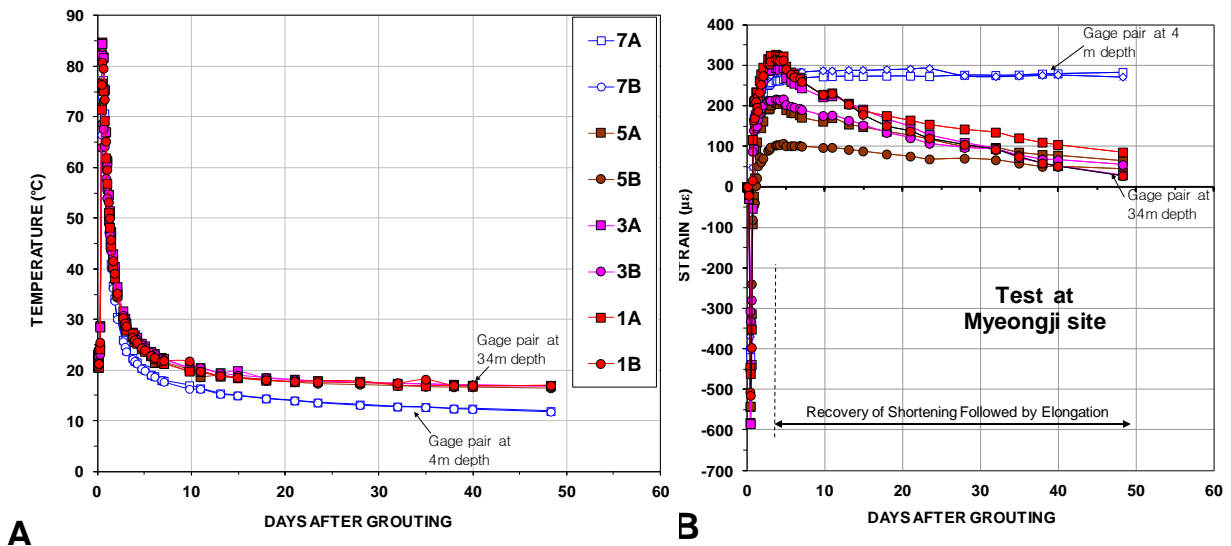 90
80
70
60
50
40
30
20
10
0
TEMPERATURE (°C)
0 10 20 30 40 50 60
DAYS AFTER GROUTING
7A
7B
5A
5B
3A
3B
1A
1B
Gage pair at
34m depth
Gage pair at
4m depth
A
400
300
200
100
0
-100
-200
-300
-400
-500
-600
-700
STRAIN (µε)
0 10 20 30 40 50 60
DAYS AFTER GROUTING
Gage pair at 4
m depth
Gage pair at
34m depth
Test at
Myeongji site
Recovery of Shortening Followed by Elongation
B